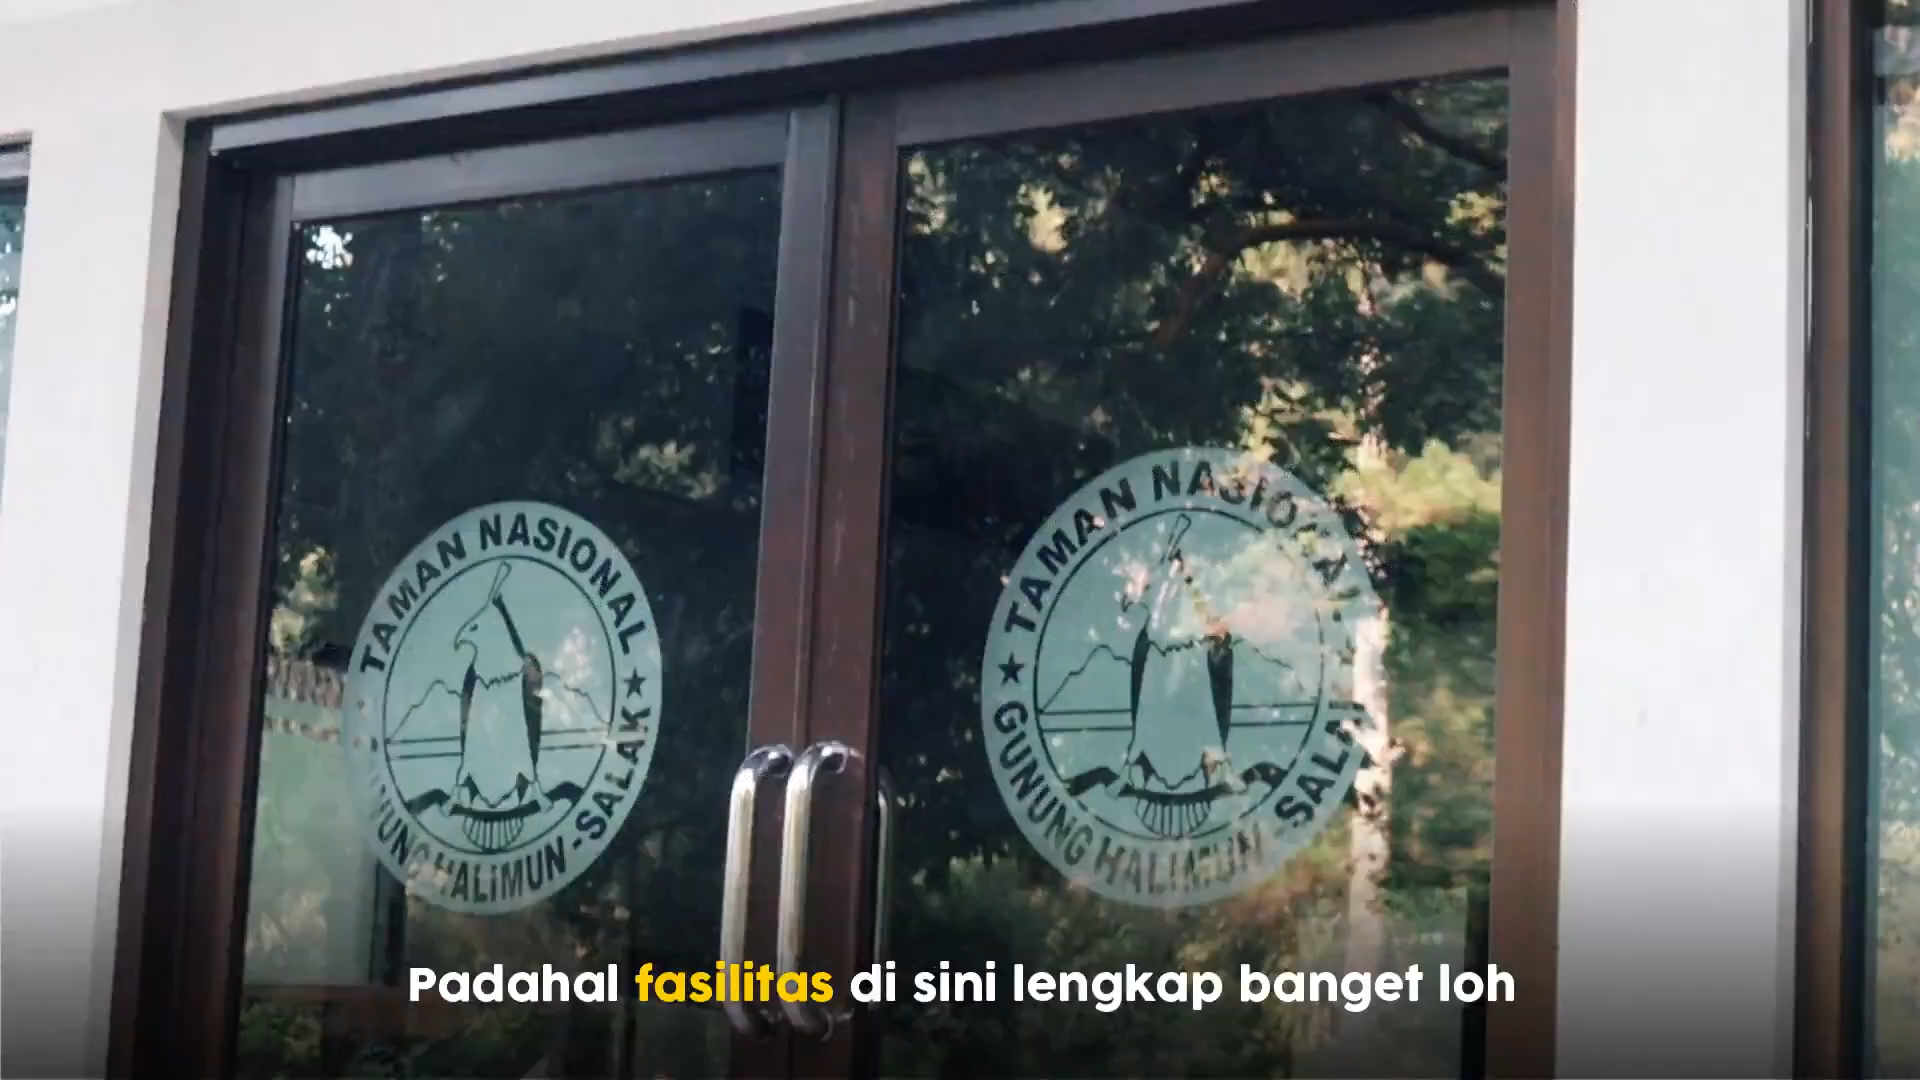 TAMAN NASIONAL
GUNUNG HALIMUN-SALAK
TAMAN NASIONAL
GUNUNG HALIMUN-SALAK
Padahal fasilitas di sini lengkap banget loh